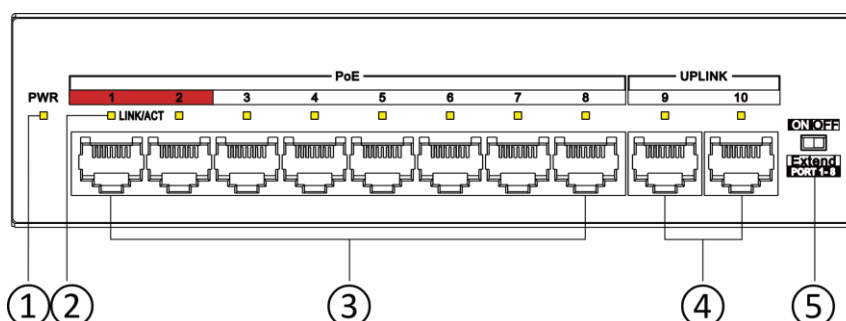 PoE UPLINK
PWR 1 2 3 4 5 6 7 8 9 10
LINK/ACT
ON OFF
Extend
PORT 1-8
① ② ③ ④ ⑤